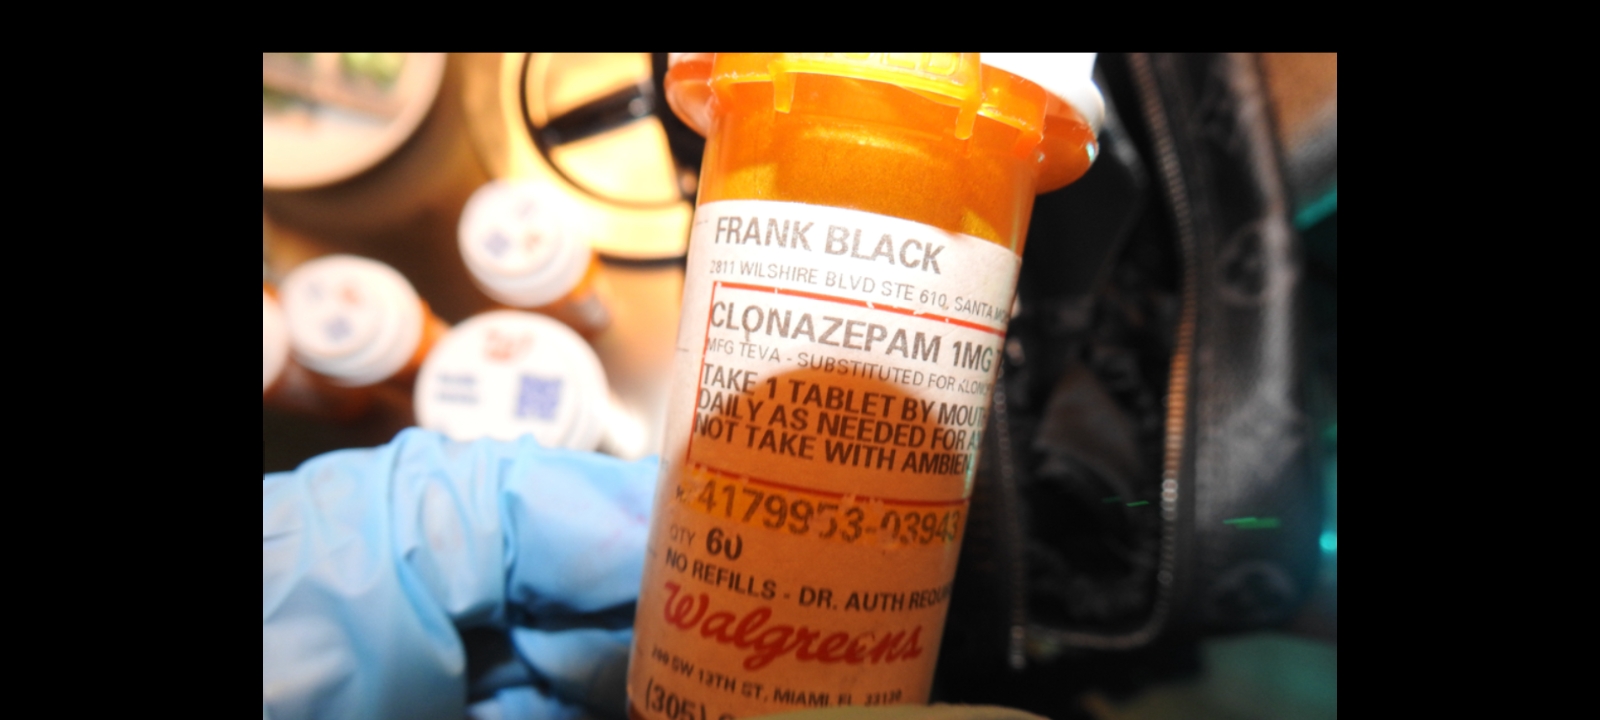 FRANK BLACK
2811 WILSHIRE BLVD STE 610, SANTA
CLONAZEPAM 1MG
MFG TEVA - SUBSTITUTED FOR
TAKE 1 TABLET BY
DAILY AS NEEDED FOR
NOT TAKE WITH AMBIEN
4179953-03943
QTY 60
NO REFILLS - DR. AUTH
Walgreens
SW 13TH ST, MIAMI, FL 33130
(305)